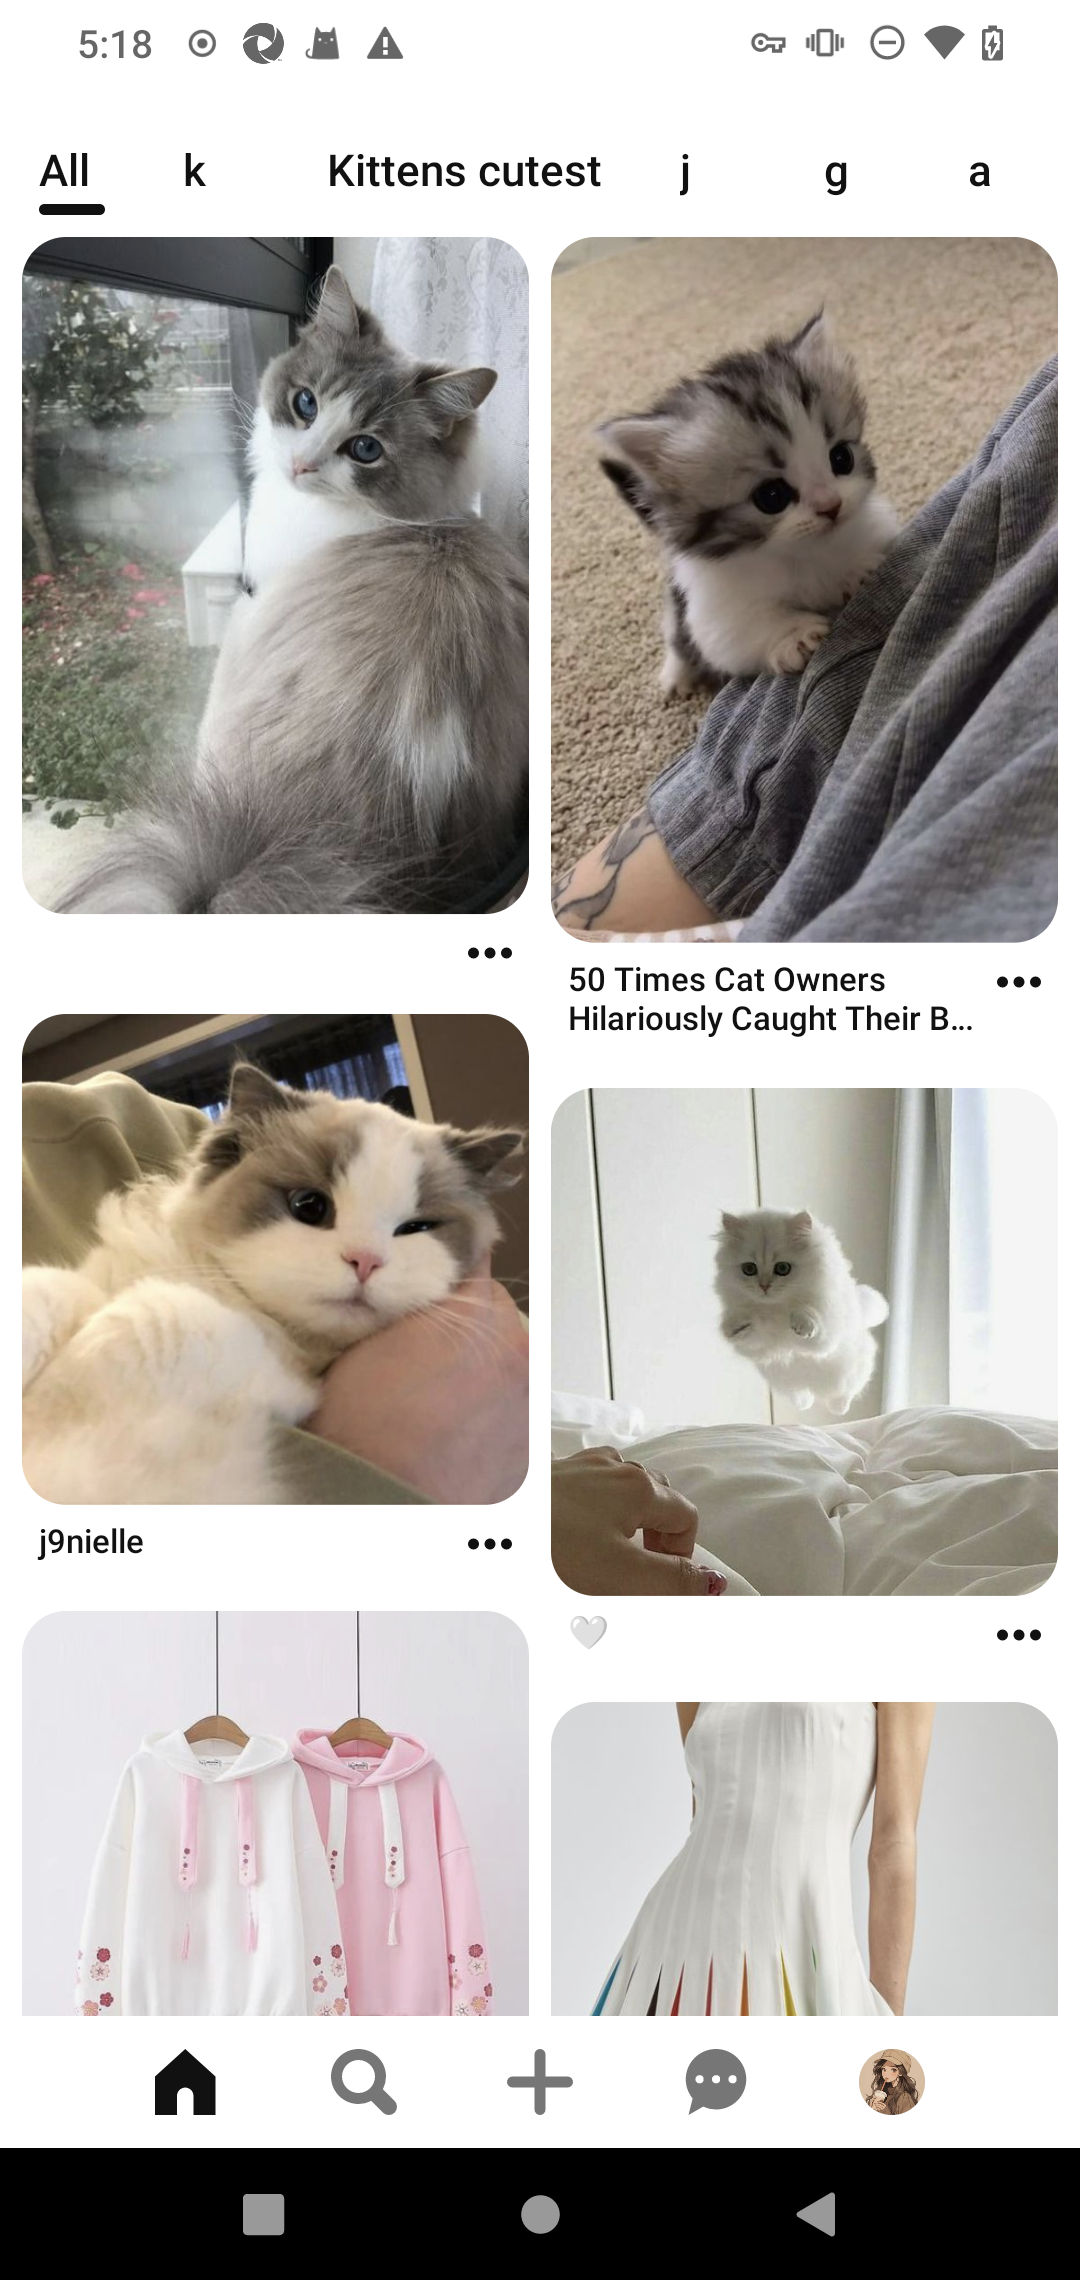 5:18
All k Kittens cutest j g a
50 Times Cat Owners
Hilariously Caught Their B...
j9nielle
🤍